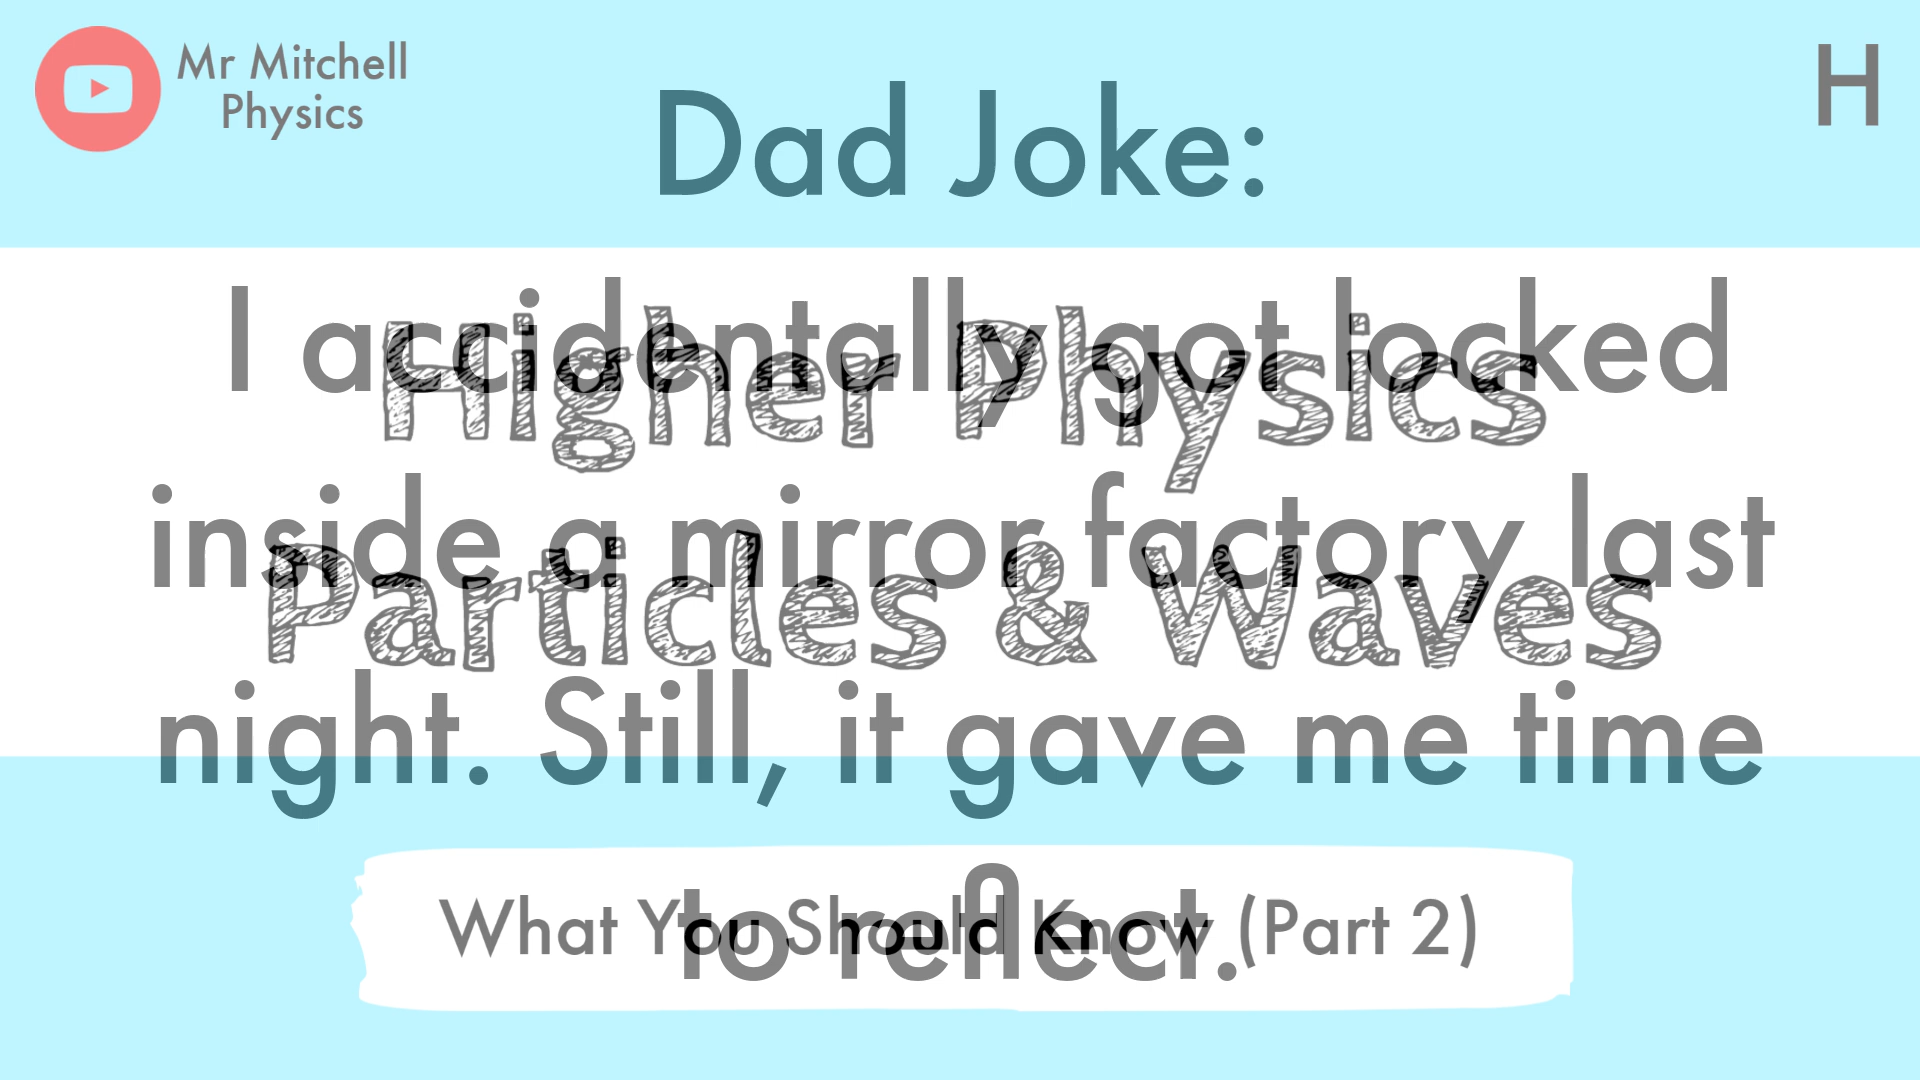 Mr Mitchell
Physics
H
Dad Joke:
I accidentally got locked
inside a mirror factory last
night. Still, it gave me time
to reflect.
Higher Physics
Particles & Waves
What You Should Know (Part 2)